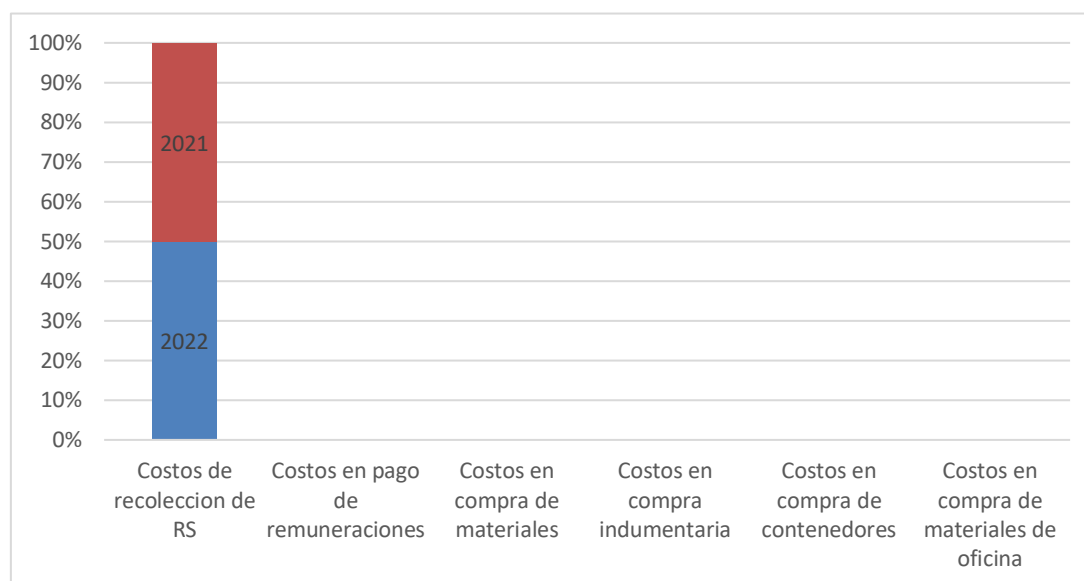 100%
90%
80%
70%
60%
50%
40%
30%
20%
10%
0%
2021
2022
Costos de
recoleccion de
RS
Costos en pago
de
remuneraciones
Costos en
compra de
materiales
Costos en
compra
indumentaria
Costos en
compra de
contenedores
Costos en
compra de
materiales de
oficina